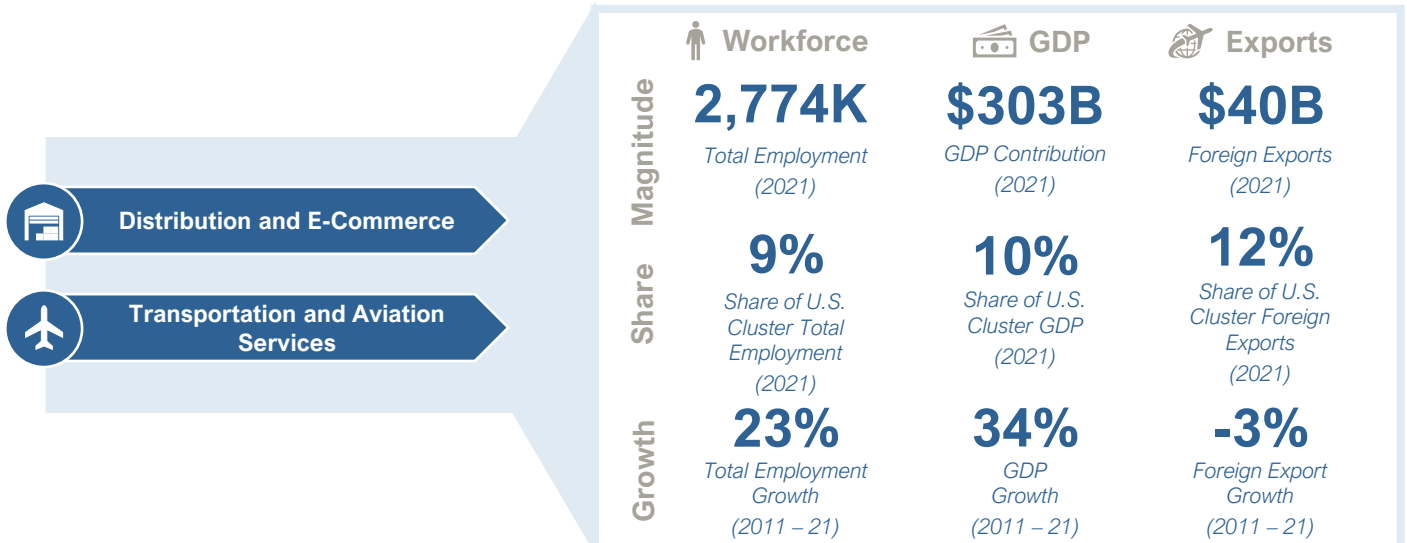 Distribution and E-Commerce
Transportation and Aviation
Services
Workforce
GDP
Exports
Magnitude
2,774K
Total Employment
(2021)
$303B
GDP Contribution
(2021)
$40B
Foreign Exports
(2021)
Share
9%
Share of U.S.
Cluster Total
Employment
(2021)
10%
Share of U.S.
Cluster GDP
(2021)
12%
Share of U.S.
Cluster Foreign
Exports
(2021)
Growth
23%
Total Employment
Growth
(2011 – 21)
34%
GDP
Growth
(2011 – 21)
-3%
Foreign Export
Growth
(2011 – 21)